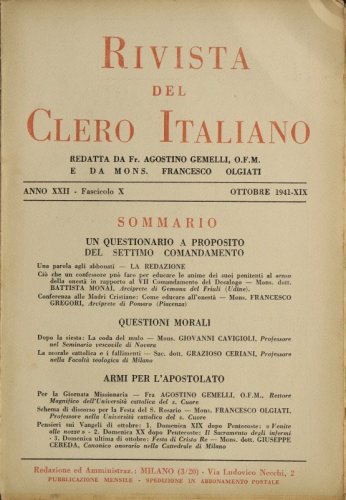 RIVISTA
DEL
CLERO ITALIANO
REDATTA DA Fr. AGOSTINO GEMELLI, O.F.M.
E DA MONS. FRANCESCO OLGIATI
ANNO XXII - Fascicolo X OTTOBRE 1941-XIX
SOMMARIO
UN QUESTIONARIO A PROPOSITO
DEL SETTIMO COMANDAMENTO
Una parola agli abbonati — LA REDAZIONE
Ciò che un confessore può fare per educare le anime dei suoi penitenti al senso
della onestà in rapporto al VII Comandamento del Decalogo — Mons. dott.
BATTISTA MONAI, Arciprete di Gemona del Friuli (Udine).
Conferenza alle Madri Cristiane: Come educare all'onestà — Mons. FRANCESCO
GREGORI, Arciprete di Pomaro (Piacenza)
QUESTIONI MORALI
Dopo la siesta: La coda del mulo — Mons. GIOVANNI CAVIGIOLI, Professore
nel Seminario vescovile di Novara
La morale cattolica e i fallimenti — Sac. dott. GRAZIOSO CERIANI, Professore
nella Facoltà teologica di Milano
ARMI PER L'APOSTOLATO
Per la Giornata Missionaria — Fra AGOSTINO GEMELLI, O.F.M., Rettore
Magnifico dell'Università cattolica del s. Cuore
Schema di discorso per la Festa del S. Rosario — Mons. FRANCESCO OLGIATI,
Professore nella Università cattolica del s. Cuore
Pensieri sui Vangeli di ottobre: 1. Domenica XIX dopo Pentecoste: « Venite
alle nozze » - 2. Domenica XX dopo Pentecoste: Il Sacramento degli infermi
- 3. Domenica ultima di ottobre: Festa di Cristo Re — Mons. dott. GIUSEPPE
CEREDA, Canonico onorario nella Cattedrale di Milano
Redazione ed Amministraz.: MILANO (3/20) - Via Ludovico Necchi, 2
PUBBLICAZIONE MENSILE - SPEDIZIONE IN ABBONAMENTO POSTALE